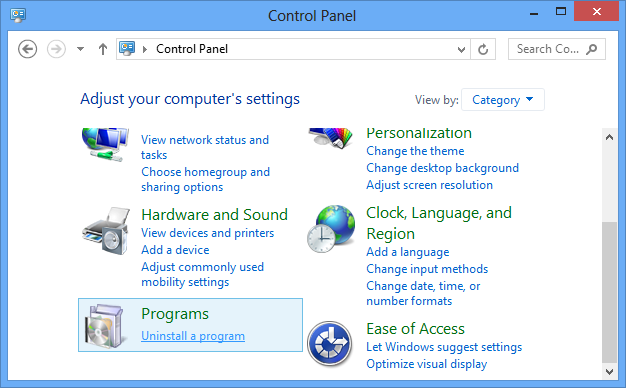 Control Panel
Control Panel
Search Co...
Adjust your computer's settings
View by: Category
View network status and
tasks
Choose homegroup and
sharing options
Hardware and Sound
View devices and printers
Add a device
Adjust commonly used
mobility settings
Programs
Uninstall a program
Personalization
Change the theme
Change desktop background
Adjust screen resolution
Clock, Language, and
Region
Add a language
Change input methods
Change date, time, or
number formats
Ease of Access
Let Windows suggest settings
Optimize visual display